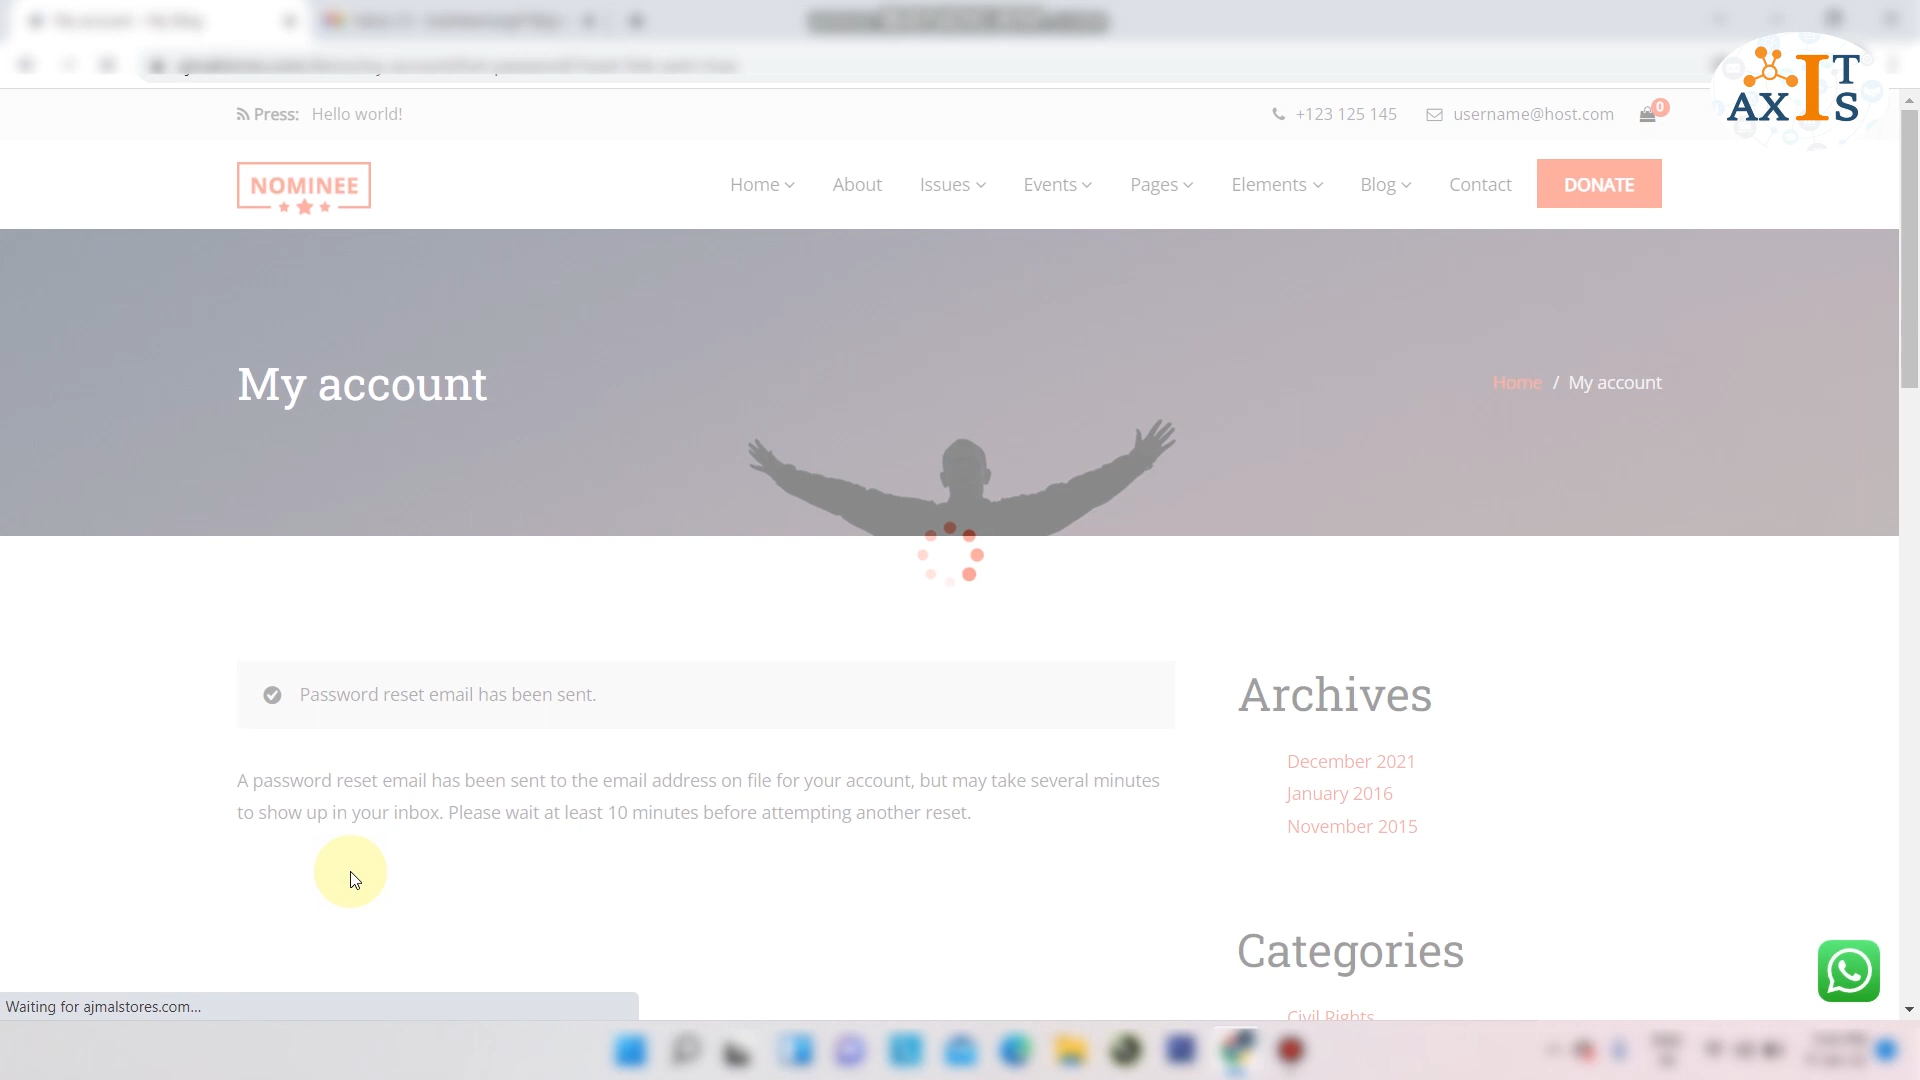 Press: Hello world!
+123 125 145
username@host.com
0
AXIS
IT
NOMINEE
Home
About
Issues
Events
Pages
Elements
Blog
Contact
DONATE
My account
Home / My account
Password reset email has been sent.
A password reset email has been sent to the email address on file for your account, but may take several minutes
to show up in your inbox. Please wait at least 10 minutes before attempting another reset.
Archives
December 2021
January 2016
November 2015
Categories
Civil Rights
Waiting for ajmalstores.com...